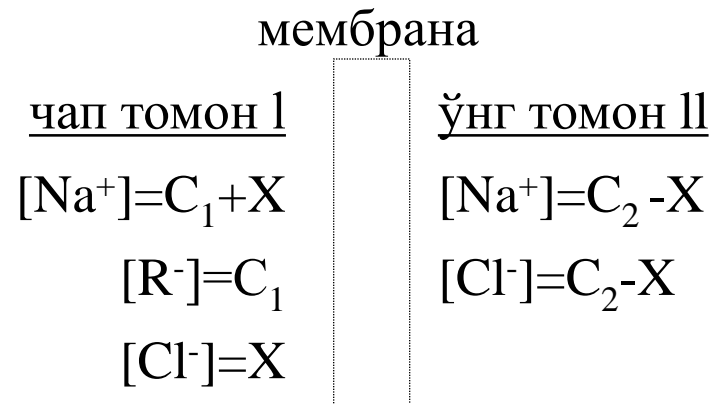 мембрана
чап томон l	ўнг томон ll
[Na⁺]=C₁+X	[Na⁺]=C₂ -X
[R⁻]=C₁	[Cl⁻]=C₂-X
[Cl⁻]=X